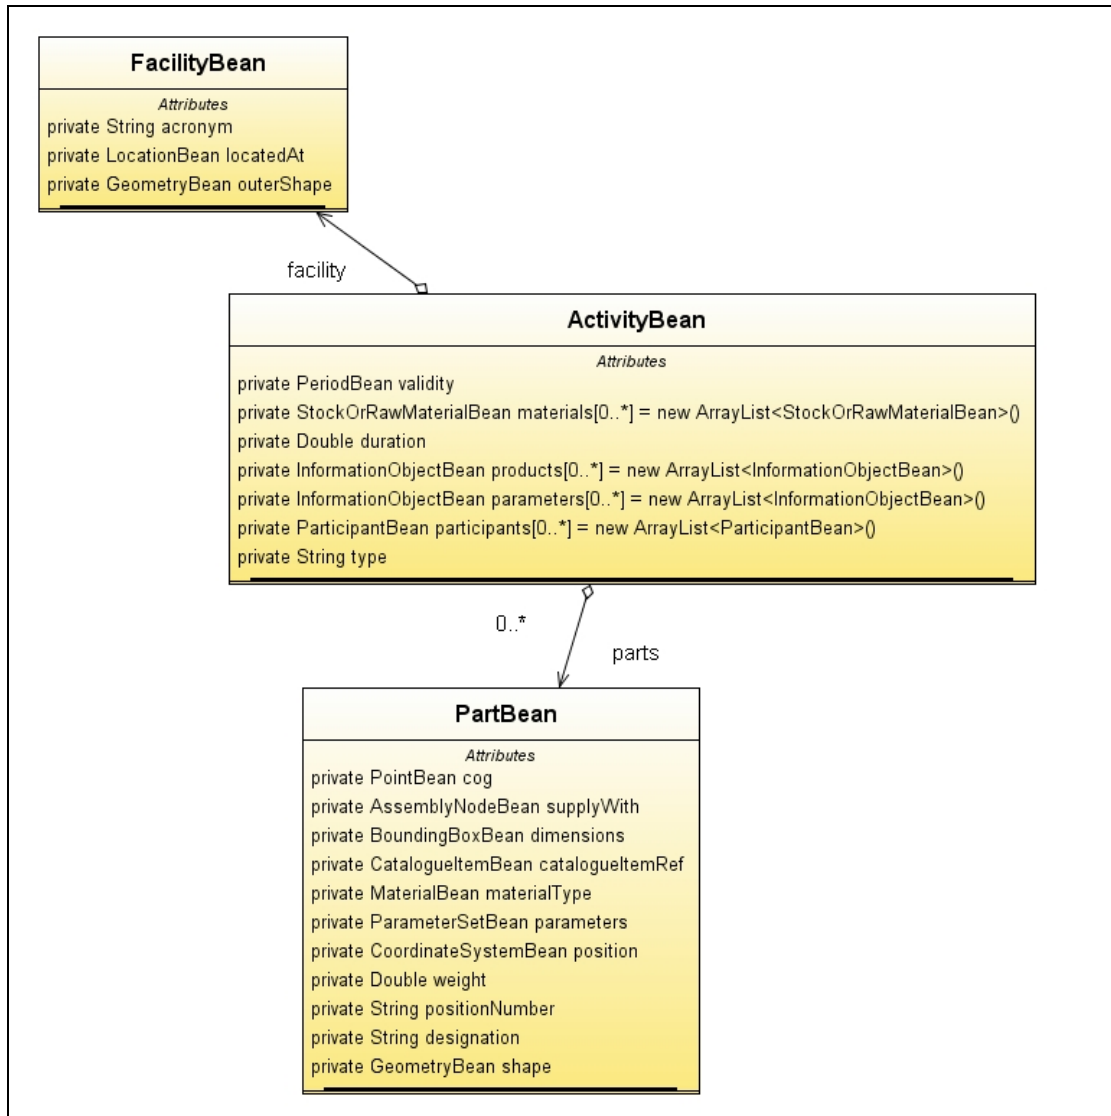 FacilityBean
Attributes
private String acronym
private LocationBean locatedAt
private GeometryBean outerShape
facility
ActivityBean
Attributes
private PeriodBean validity
private StockOrRawMaterialBean materials[0..*] = new ArrayList<StockOrRawMaterialBean>()
private Double duration
private InformationObjectBean products[0..*] = new ArrayList<InformationObjectBean>()
private InformationObjectBean parameters[0..*] = new ArrayList<InformationObjectBean>()
private ParticipantBean participants[0..*] = new ArrayList<ParticipantBean>()
private String type
0..*
parts
PartBean
Attributes
private PointBean cog
private AssemblyNodeBean supplyWith
private BoundingBoxBean dimensions
private CatalogueItemBean catalogueItemRef
private MaterialBean materialType
private ParameterSetBean parameters
private CoordinateSystemBean position
private Double weight
private String positionNumber
private String designation
private GeometryBean shape